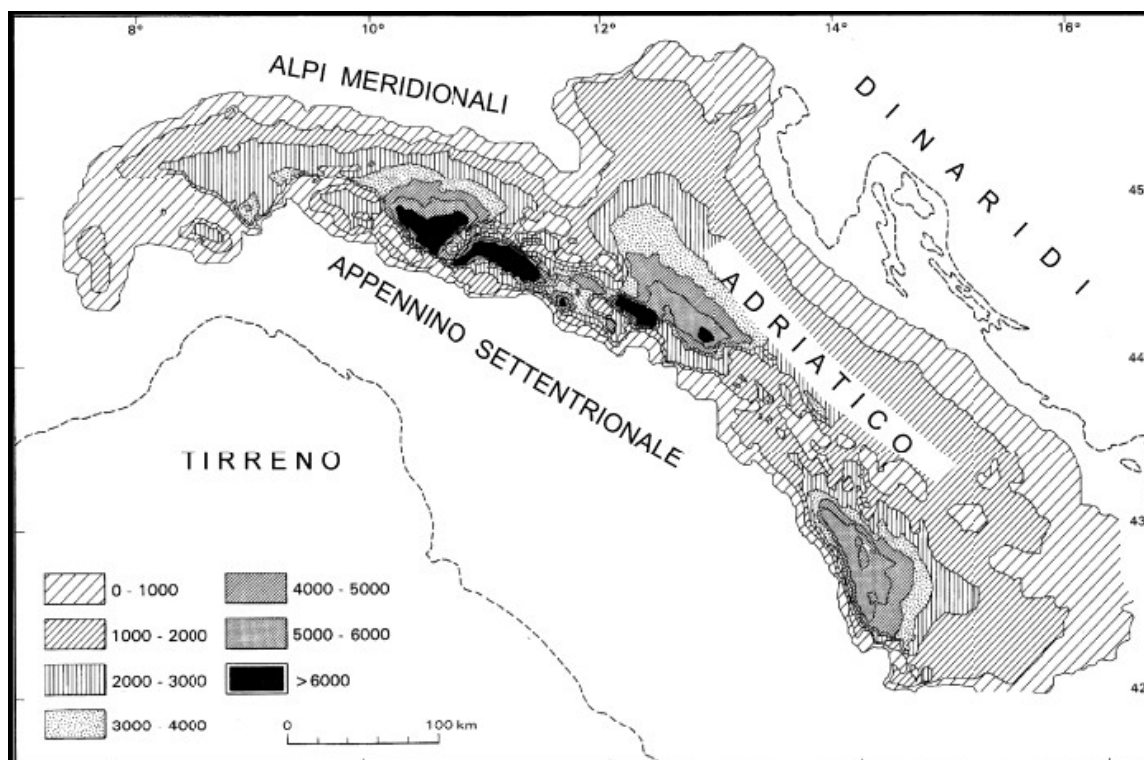 8° 10° 12° 14° 16°
ALPI MERIDIONALI
DINARIDI
45
APPENNINO SETTENTRIONALE
ADRIATICO
44
TIRRENO
43
0 - 1000
4000 - 5000
1000 - 2000
5000 - 6000
2000 - 3000
>6000
42
3000 - 4000
0 100 km